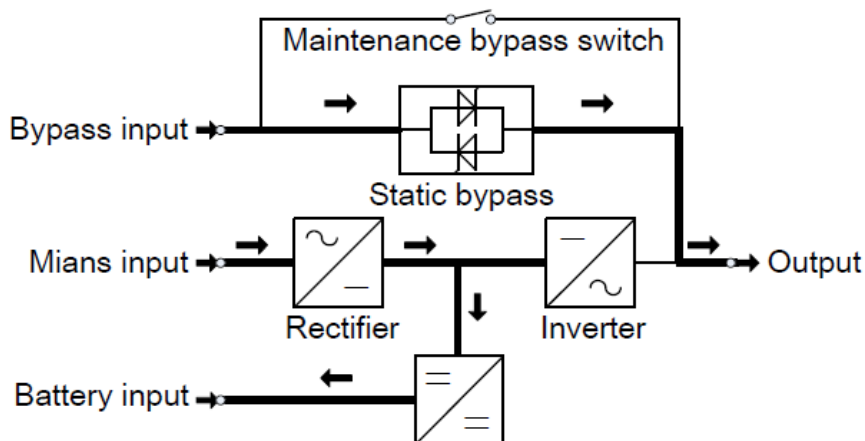 Maintenance bypass switch
Bypass input
Static bypass
Mians input
Output
Rectifier
Inverter
Battery input